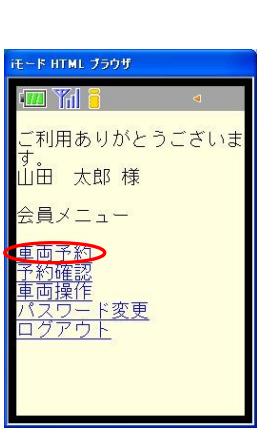 iモード HTML ブラウザ
ご利用ありがとうございま
す。
山田　太郎 様
会員メニュー
車両予約
予約確認
車両操作
パスワード変更
ログアウト